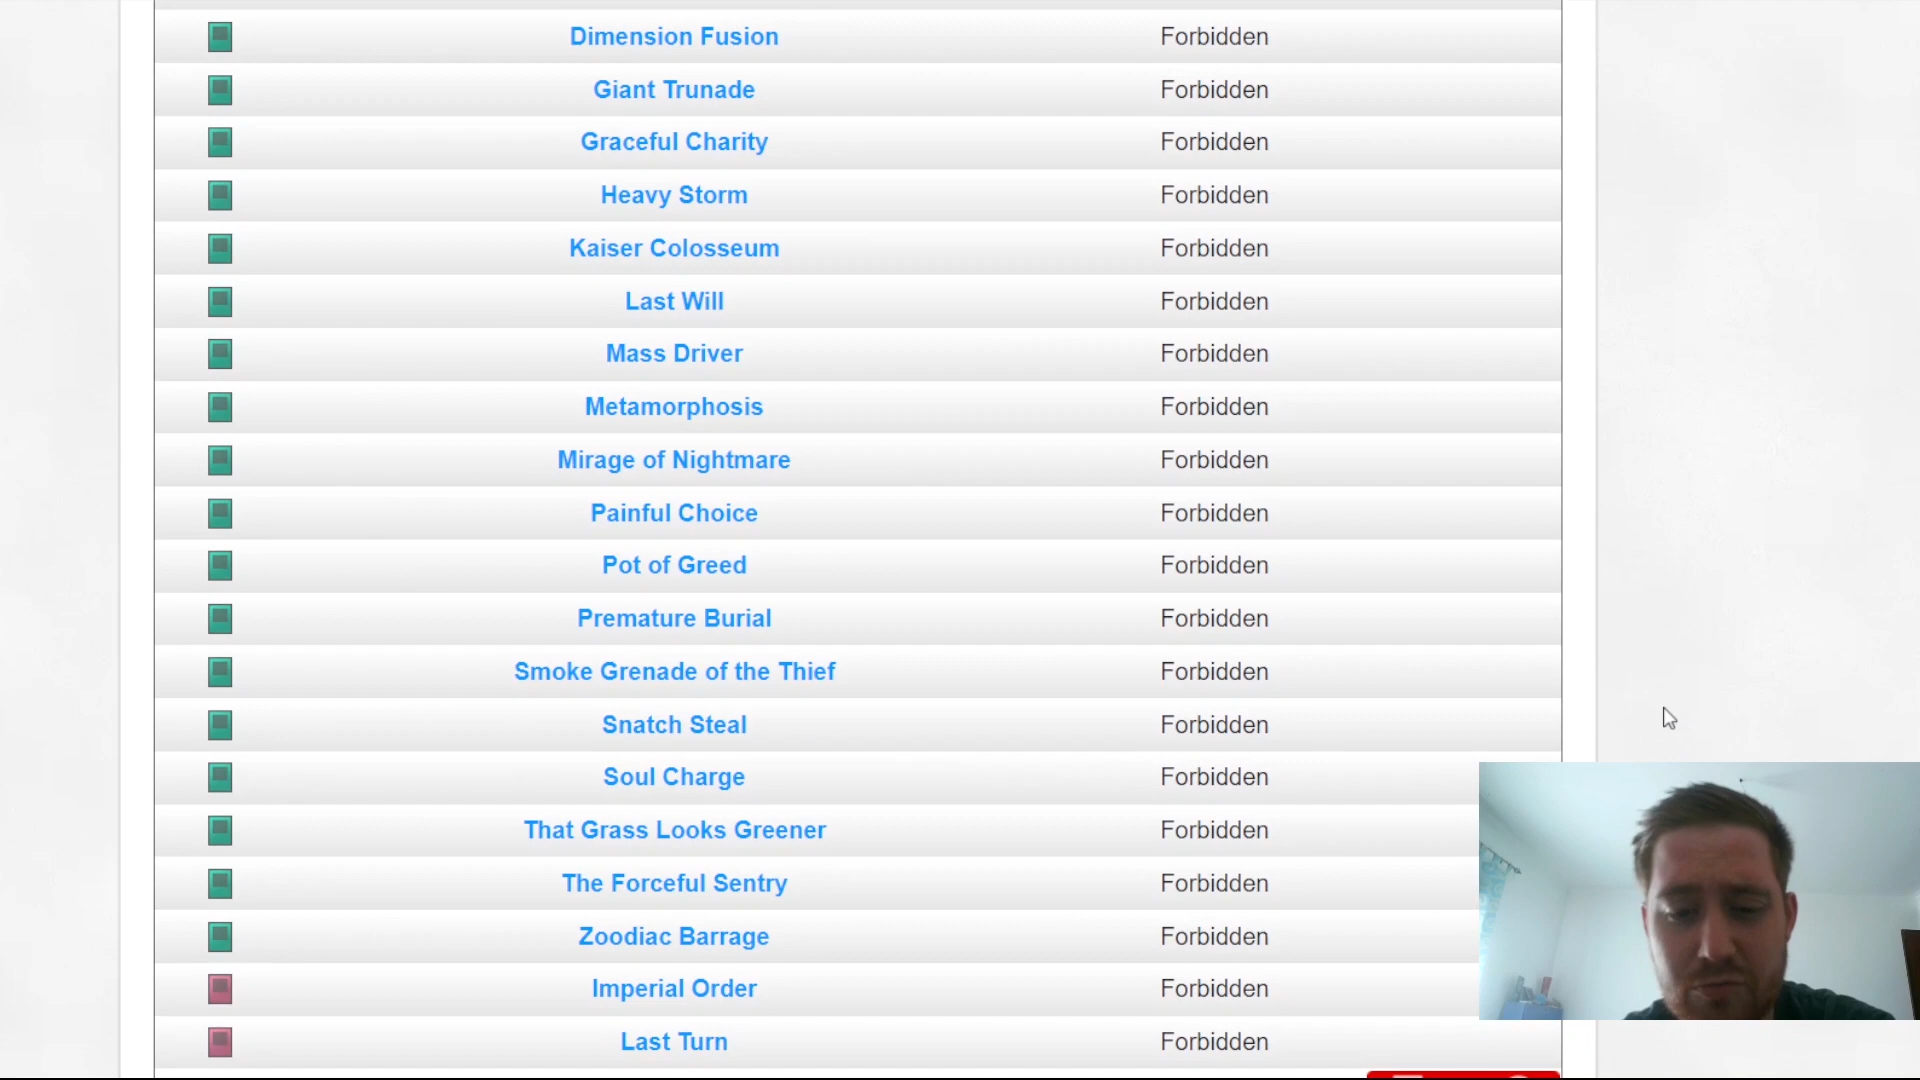 Dimension Fusion Forbidden
Giant Trunade Forbidden
Graceful Charity Forbidden
Heavy Storm Forbidden
Kaiser Colosseum Forbidden
Last Will Forbidden
Mass Driver Forbidden
Metamorphosis Forbidden
Mirage of Nightmare Forbidden
Painful Choice Forbidden
Pot of Greed Forbidden
Premature Burial Forbidden
Smoke Grenade of the Thief Forbidden
Snatch Steal Forbidden
Soul Charge Forbidden
That Grass Looks Greener Forbidden
The Forceful Sentry Forbidden
Zoodiac Barrage Forbidden
Imperial Order Forbidden
Last Turn Forbidden